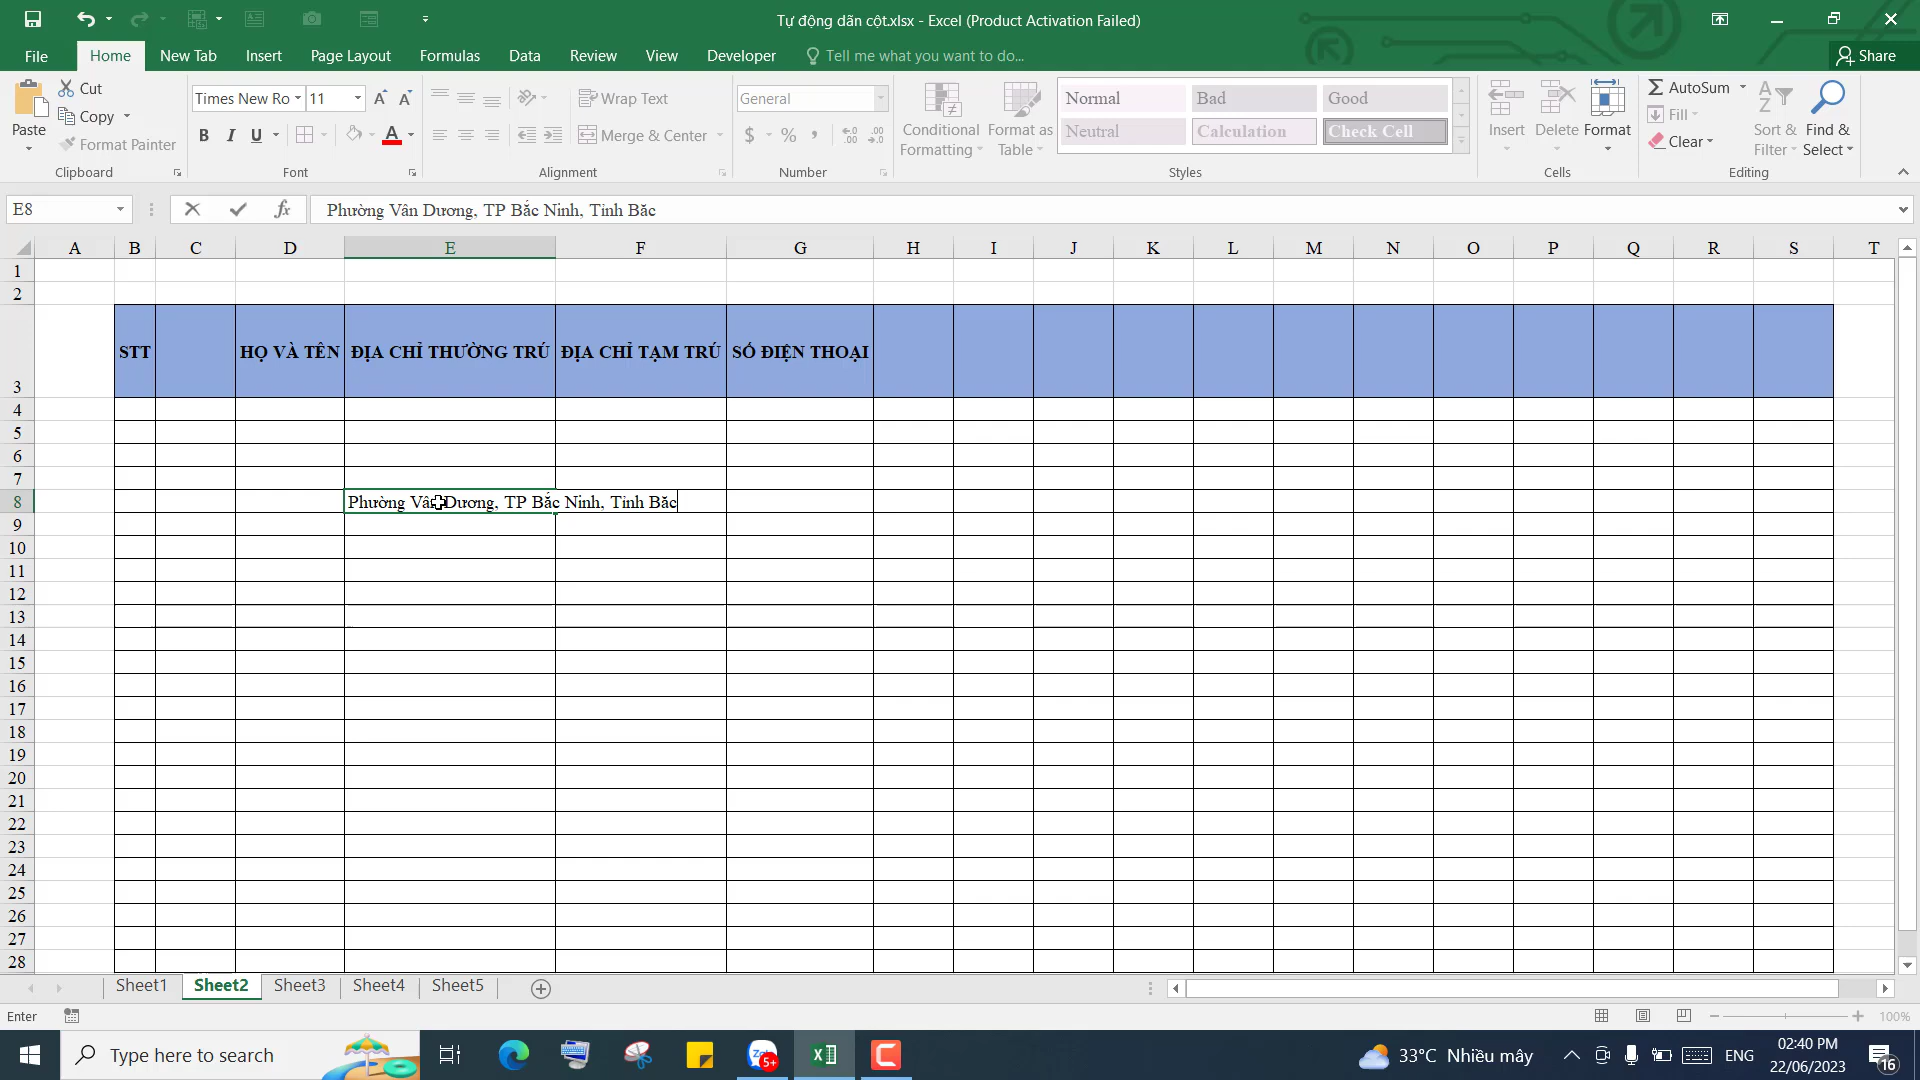 Tự động dãn cột.xlsx - Excel (Product Activation Failed)
File Home New Tab Insert Page Layout Formulas Data Review View Developer Tell me what you want to do... Share
Paste Cut Copy Format Painter Clipboard
Times New Ro 11 B I U A Font
Wrap Text Merge & Center Alignment
General $ % , Number
Conditional Formatting Format as Table
Normal Bad Good
Neutral Calculation Check Cell
Styles
Insert Delete Format Cells
AutoSum Fill Clear Sort & Filter Find & Select Editing
E8 fx Phường Vân Dương, TP Bắc Ninh, Tỉnh Băc
A B C D E F G H I J K L M N O P Q R S T
1
2
3 STT HỌ VÀ TÊN ĐỊA CHỈ THƯỜNG TRÚ ĐỊA CHỈ TẠM TRÚ SỐ ĐIỆN THOẠI
4
5
6
7
8 Phường Vân Dương, TP Bắc Ninh, Tỉnh Băc
9
10
11
12
13
14
15
16
17
18
19
20
21
22
23
24
25
26
27
28
Sheet1 Sheet2 Sheet3 Sheet4 Sheet5
Enter 100%
Type here to search 5+ 33°C Nhiều mây ENG 02:40 PM 22/06/2023 16